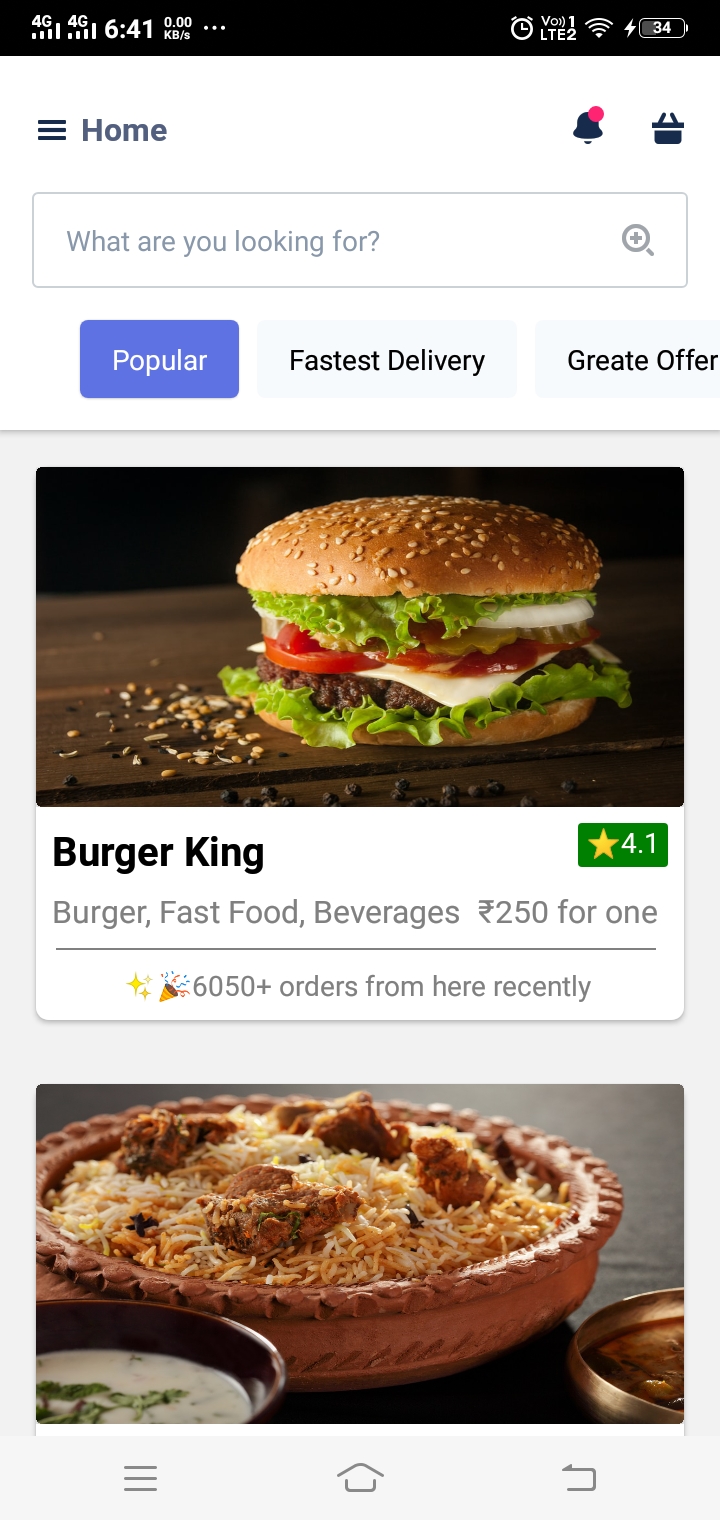 4G 4G 6:41 0.00 KB/s ... Vo)) 1 LTE2 34
Home
What are you looking for?
Popular Fastest Delivery Greate Offer
Burger King ⭐4.1
Burger, Fast Food, Beverages ₹250 for one
✨🎉6050+ orders from here recently